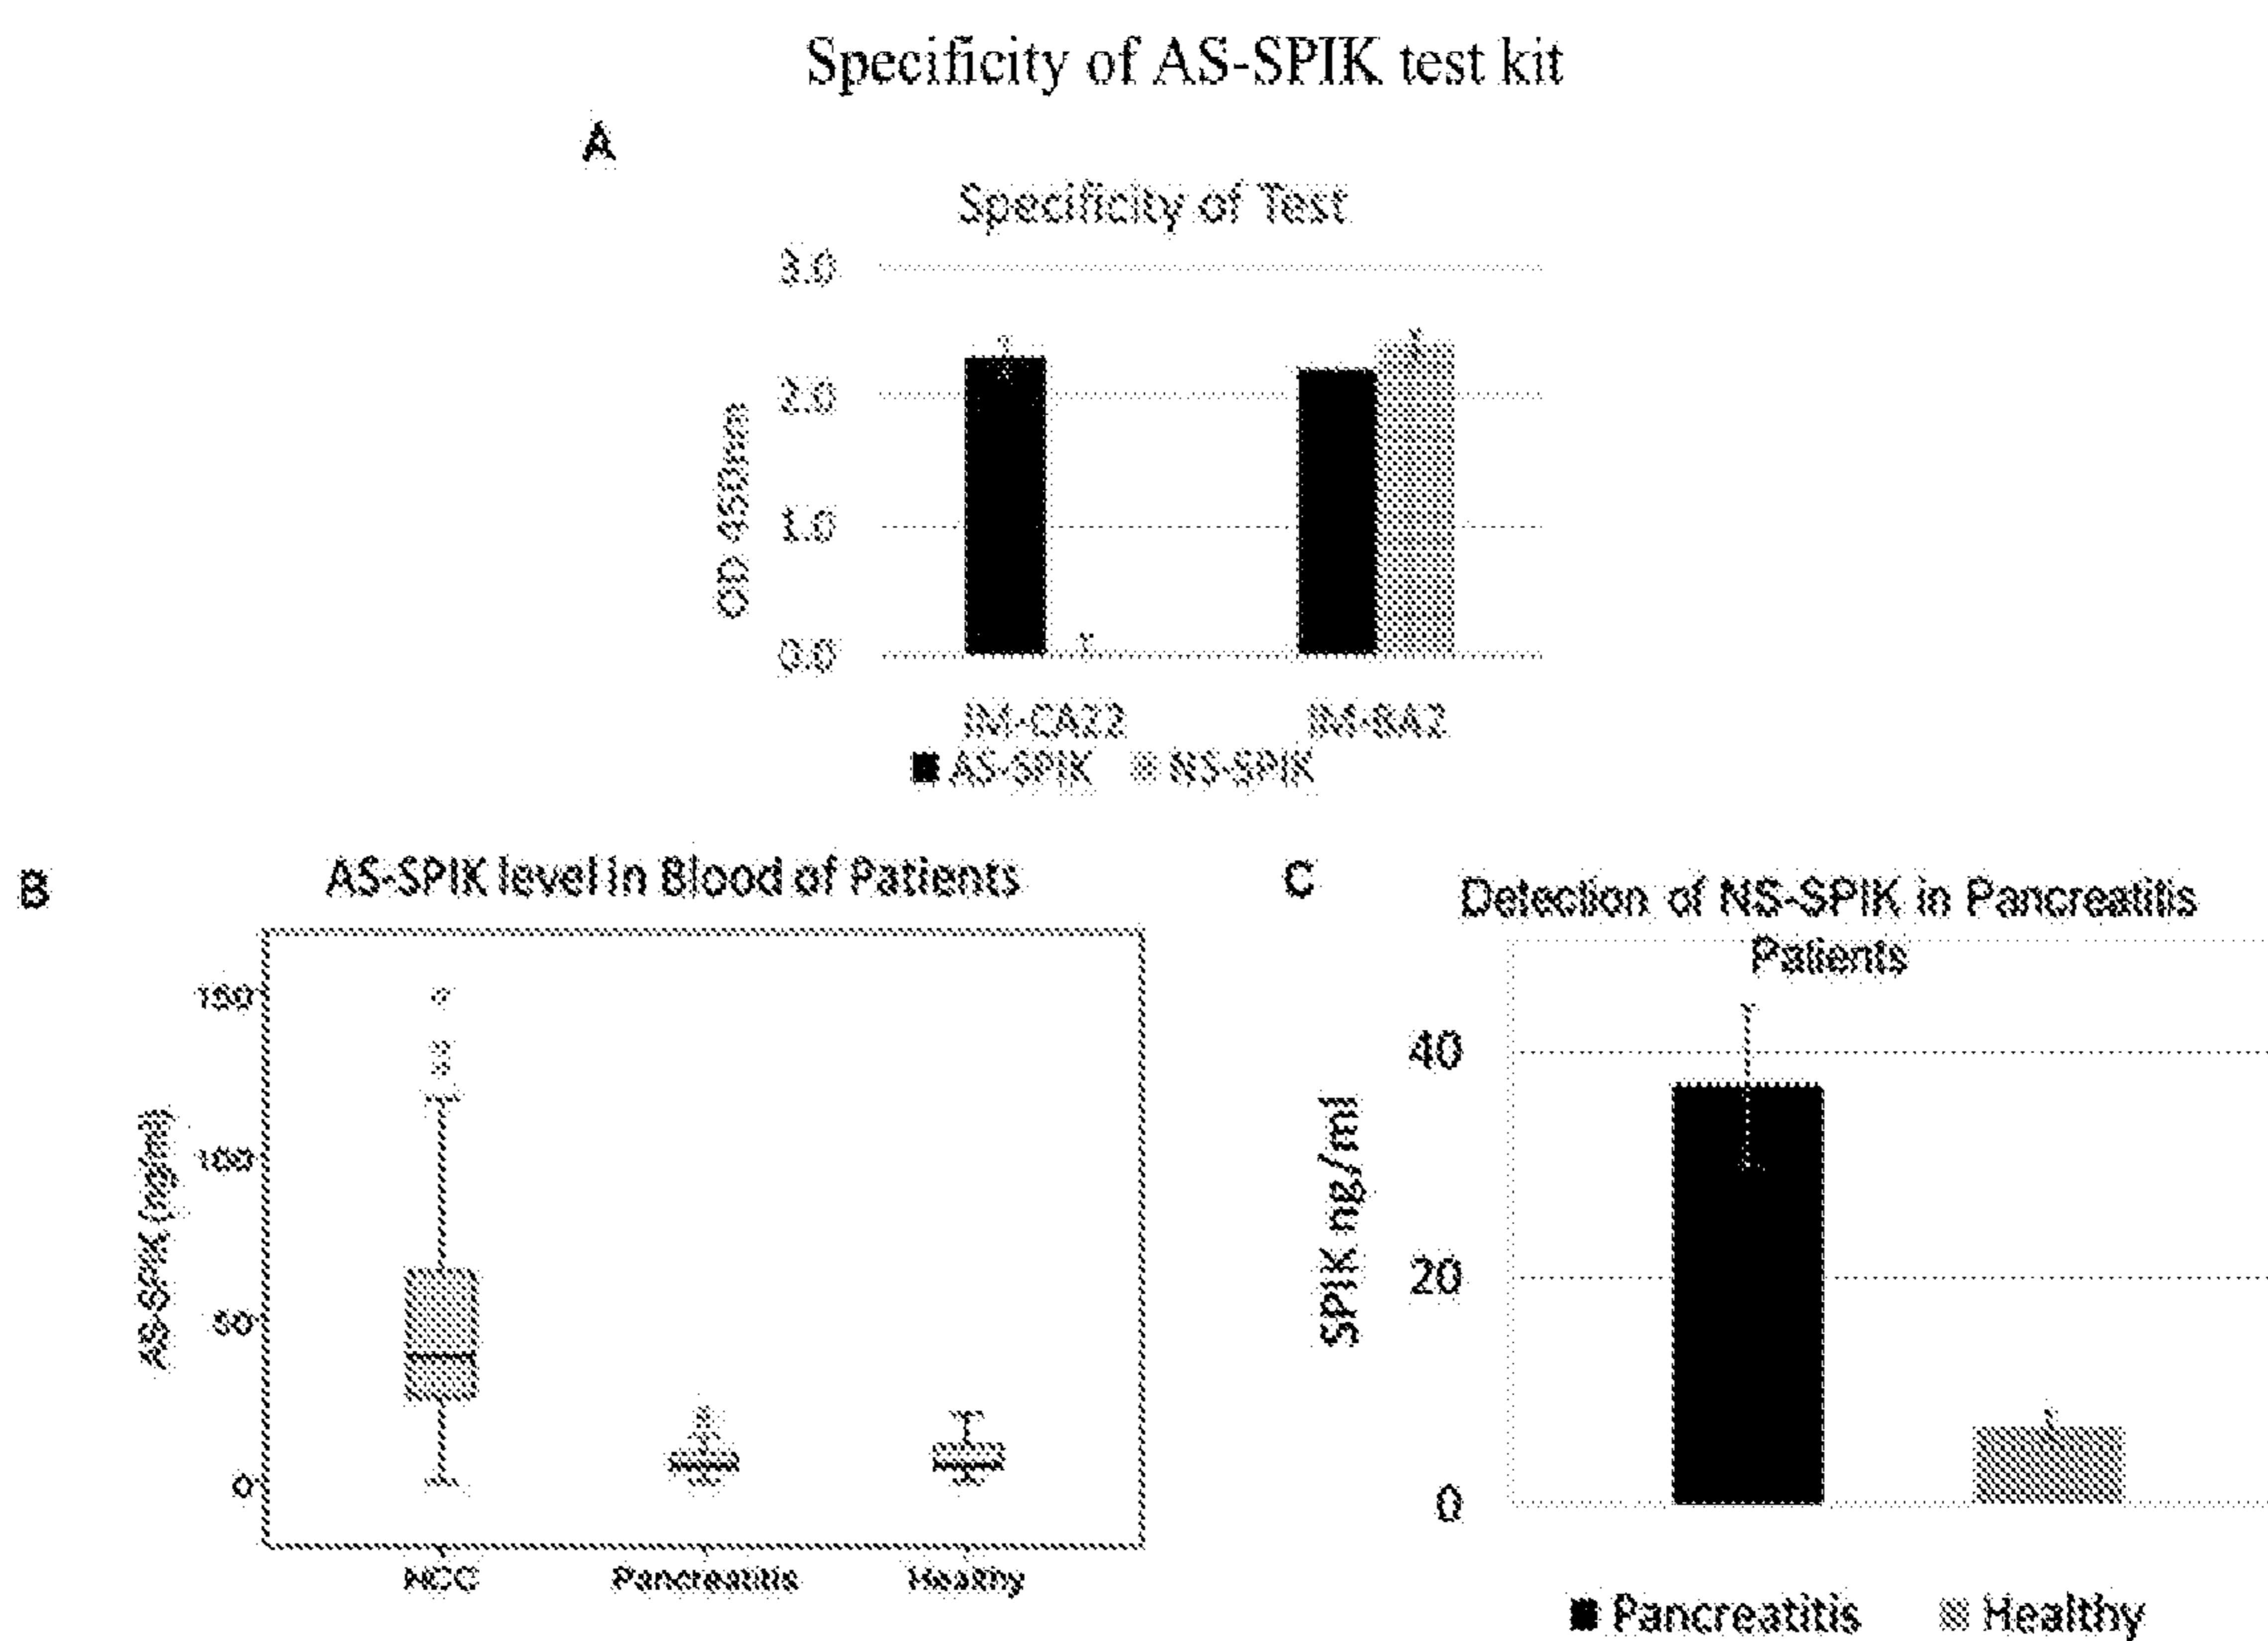 Specificity of AS-SPIK test kit
A
Specificity of Test
3.0
2.0
1.0
0.0
OD 450nm
IM-CA22 IM-BA2
AS-SPIK NS-SPIK
B
AS-SPIK level in Blood of Patients
150
100
50
0
AS-SPIK (ng/ml)
HCC Pancreatitis Healthy
C
Detection of NS-SPIK in Pancreatitis
Patients
40
20
0
SPIK ng/ml
Pancreatitis Healthy